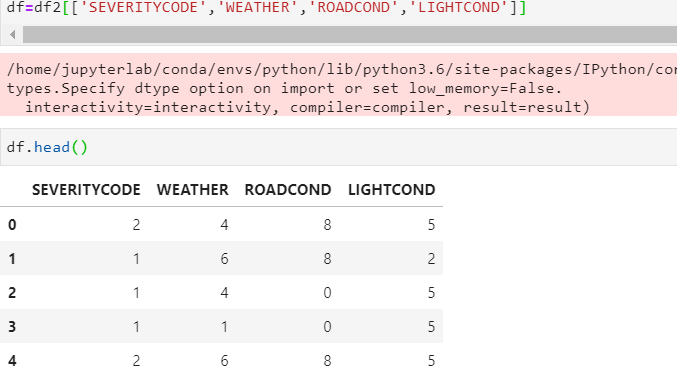 df=df2[['SEVERITYCODE','WEATHER','ROADCOND','LIGHTCOND']]
/home/jupyterlab/conda/envs/python/lib/python3.6/site-packages/IPython/
types.Specify dtype option on import or set low_memory=False.
interactivity=interactivity, compiler=compiler, result=result)
df.head()
SEVERITYCODE WEATHER ROADCOND LIGHTCOND
0 2 4 8 5
1 1 6 8 2
2 1 4 0 5
3 1 1 0 5
4 2 6 8 5